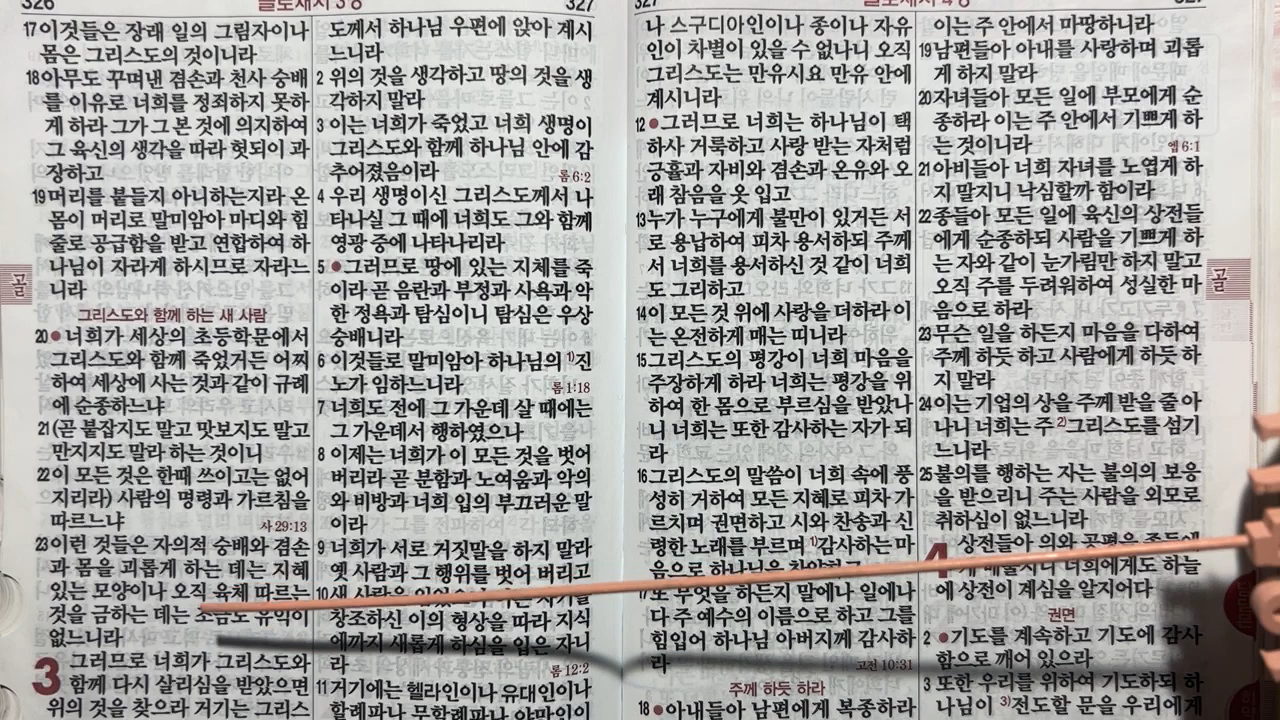 326
골로새서 3장
327
17 이것들은 장래 일의 그림자이나
몸은 그리스도의 것이니라
18 아무도 꾸며낸 겸손과 천사 숭배
를 이유로 너희를 정죄하지 못하
게 하라 그가 그 본 것에 의지하여
그 육신의 생각을 따라 헛되이 과
장하고
19 머리를 붙들지 아니하는지라 온
몸이 머리로 말미암아 마디와 힘
줄로 공급함을 받고 연합하여 하
나님이 자라게 하시므로 자라느
니라
그리스도와 함께 하는 새 사람
20 ●너희가 세상의 초등학문에서
그리스도와 함께 죽었거든 어찌
하여 세상에 사는 것과 같이 규례
에 순종하느냐
21 (곧 붙잡지도 말고 맛보지도 말고
만지지도 말라 하는 것이니
22 이 모든 것은 한때 쓰이고는 없어
지리라) 사람의 명령과 가르침을
따르느냐 사 29:13
23 이런 것들은 자의적 숭배와 겸손
과 몸을 괴롭게 하는 데는 지혜
있는 모양이나 오직 육체 따르는
것을 금하는 데는 조금도 유익이
없느니라
3 그러므로 너희가 그리스도와
함께 다시 살리심을 받았으면
위의 것을 찾으라 거기는 그리스
도께서 하나님 우편에 앉아 계시
느니라
2 위의 것을 생각하고 땅의 것을 생
각하지 말라
3 이는 너희가 죽었고 너희 생명이
그리스도와 함께 하나님 안에 감
추어졌음이라 롬 6:2
4 우리 생명이신 그리스도께서 나
타나실 그 때에 너희도 그와 함께
영광 중에 나타나리라
5 ●그러므로 땅에 있는 지체를 죽
이라 곧 음란과 부정과 사욕과 악
한 정욕과 탐심이니 탐심은 우상
숭배니라
6 이것들로 말미암아 하나님의 1)진
노가 임하느니라 롬 1:18
7 너희도 전에 그 가운데 살 때에는
그 가운데서 행하였으나
8 이제는 너희가 이 모든 것을 벗어
버리라 곧 분함과 노여움과 악의
와 비방과 너희 입의 부끄러운 말
이라
9 너희가 서로 거짓말을 하지 말라
옛 사람과 그 행위를 벗어 버리고
10 새 사람을
창조하신 이의 형상을 따라 지식
에까지 새롭게 하심을 입은 자니
라 롬 12:2
11 거기에는 헬라인이나 유대인이나
할례파나 무할례파나 야만인이
327
골로새서 4장
나 스구디아인이나 종이나 자유
인이 차별이 있을 수 없나니 오직
그리스도는 만유시요 만유 안에
계시니라
12 ●그러므로 너희는 하나님이 택
하사 거룩하고 사랑 받는 자처럼
긍휼과 자비와 겸손과 온유와 오
래 참음을 옷 입고
13 누가 누구에게 불만이 있거든 서
로 용납하여 피차 용서하되 주께
서 너희를 용서하신 것 같이 너희
도 그리하고
14 이 모든 것 위에 사랑을 더하라 이
는 온전하게 매는 띠니라
15 그리스도의 평강이 너희 마음을
주장하게 하라 너희는 평강을 위
하여 한 몸으로 부르심을 받았나
니 너희는 또한 감사하는 자가 되
라
16 그리스도의 말씀이 너희 속에 풍
성히 거하여 모든 지혜로 피차 가
르치며 권면하고 시와 찬송과 신
령한 노래를 부르며 1)감사하는 마
음으로 하나님을 찬양하고
17 또 무엇을 하든지 말에나 일에나
다 주 예수의 이름으로 하고 그를
힘입어 하나님 아버지께 감사하
라 고전 10:31
주께 하듯 하라
18 ●아내들아 남편에게 복종하라
이는 주 안에서 마땅하니라
19 남편들아 아내를 사랑하며 괴롭
게 하지 말라
20 자녀들아 모든 일에 부모에게 순
종하라 이는 주 안에서 기쁘게 하
는 것이니라 엡 6:1
21 아비들아 너희 자녀를 노엽게 하
지 말지니 낙심할까 함이라
22 종들아 모든 일에 육신의 상전들
에게 순종하되 사람을 기쁘게 하
는 자와 같이 눈가림만 하지 말고
오직 주를 두려워하여 성실한 마
음으로 하라
23 무슨 일을 하든지 마음을 다하여
주께 하듯 하고 사람에게 하듯 하
지 말라
24 이는 기업의 상을 주께 받을 줄 아
나니 너희는 주 2)그리스도를 섬기
느니라
25 불의를 행하는 자는 불의의 보응
을 받으리니 주는 사람을 외모로
취하심이 없느니라
4 상전들아 의와 공평을 종들에
게 베풀지니 너희에게도 하늘
에 상전이 계심을 알지어다
권면
2 ●기도를 계속하고 기도에 감사
함으로 깨어 있으라
3 또한 우리를 위하여 기도하되 하
나님이 3)전도할 문을 우리에게
골
골